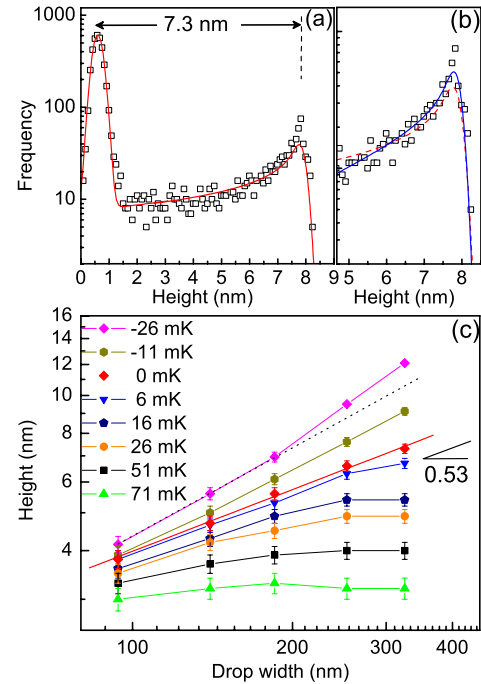 7.3 nm
(a)
(b)
1000
100
10
Frequency
0 1 2 3 4 5 6 7 8 9
Height (nm)
5 6 7 8
Height (nm)
(c)
16
14
12
10
8
6
4
Height (nm)
-26 mK
-11 mK
0 mK
6 mK
16 mK
26 mK
51 mK
71 mK
0.53
100 200 300 400
Drop width (nm)